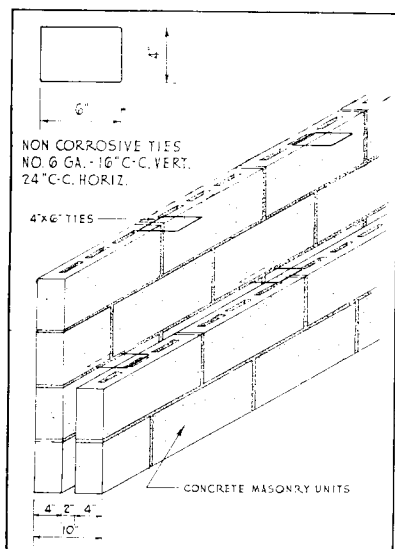 4"
6"
NON CORROSIVE TIES
NO. 6 GA. - 16" C-C. VERT.
24" C-C. HORIZ.
4"X6" TIES
CONCRETE MASONRY UNITS
4" 2" 4"
10"